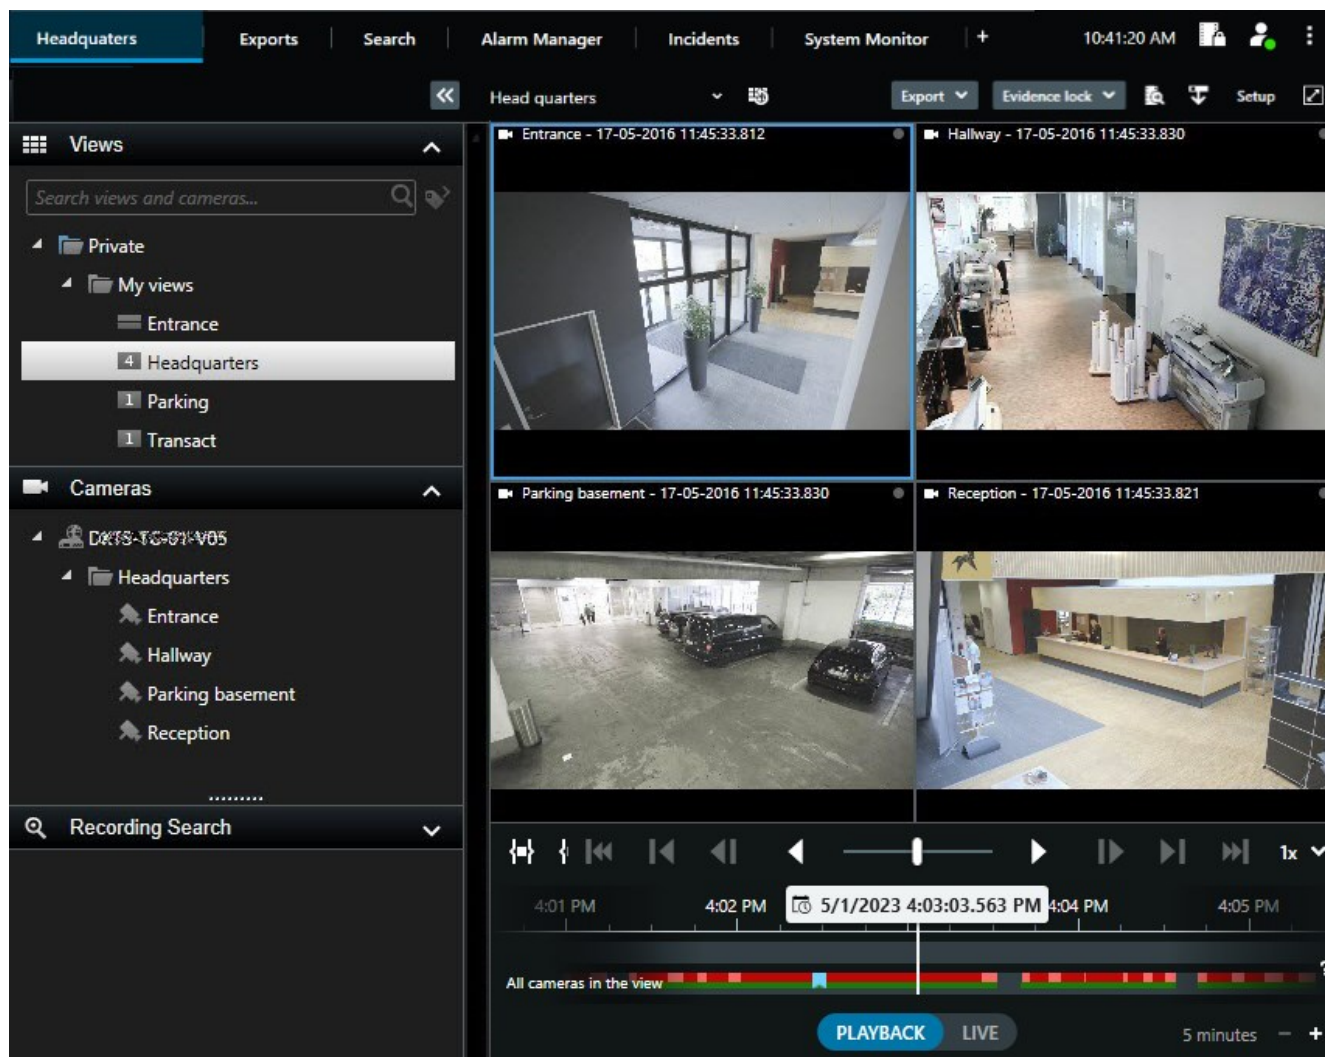 Headquaters Exports Search Alarm Manager Incidents System Monitor + 10:41:20 AM
Head quarters Export Evidence lock Setup
Views
Search views and cameras...
Private
My views
Entrance
4 Headquarters
1 Parking
1 Transact
Cameras
Headquarters
Entrance
Hallway
Parking basement
Reception
Recording Search
Entrance - 17-05-2016 11:45:33.812
Hallway - 17-05-2016 11:45:33.830
Parking basement - 17-05-2016 11:45:33.830
Reception - 17-05-2016 11:45:33.821
1x
4:01 PM 4:02 PM 5/1/2023 4:03:03.563 PM 4:04 PM 4:05 PM
All cameras in the view
PLAYBACK LIVE
5 minutes − +